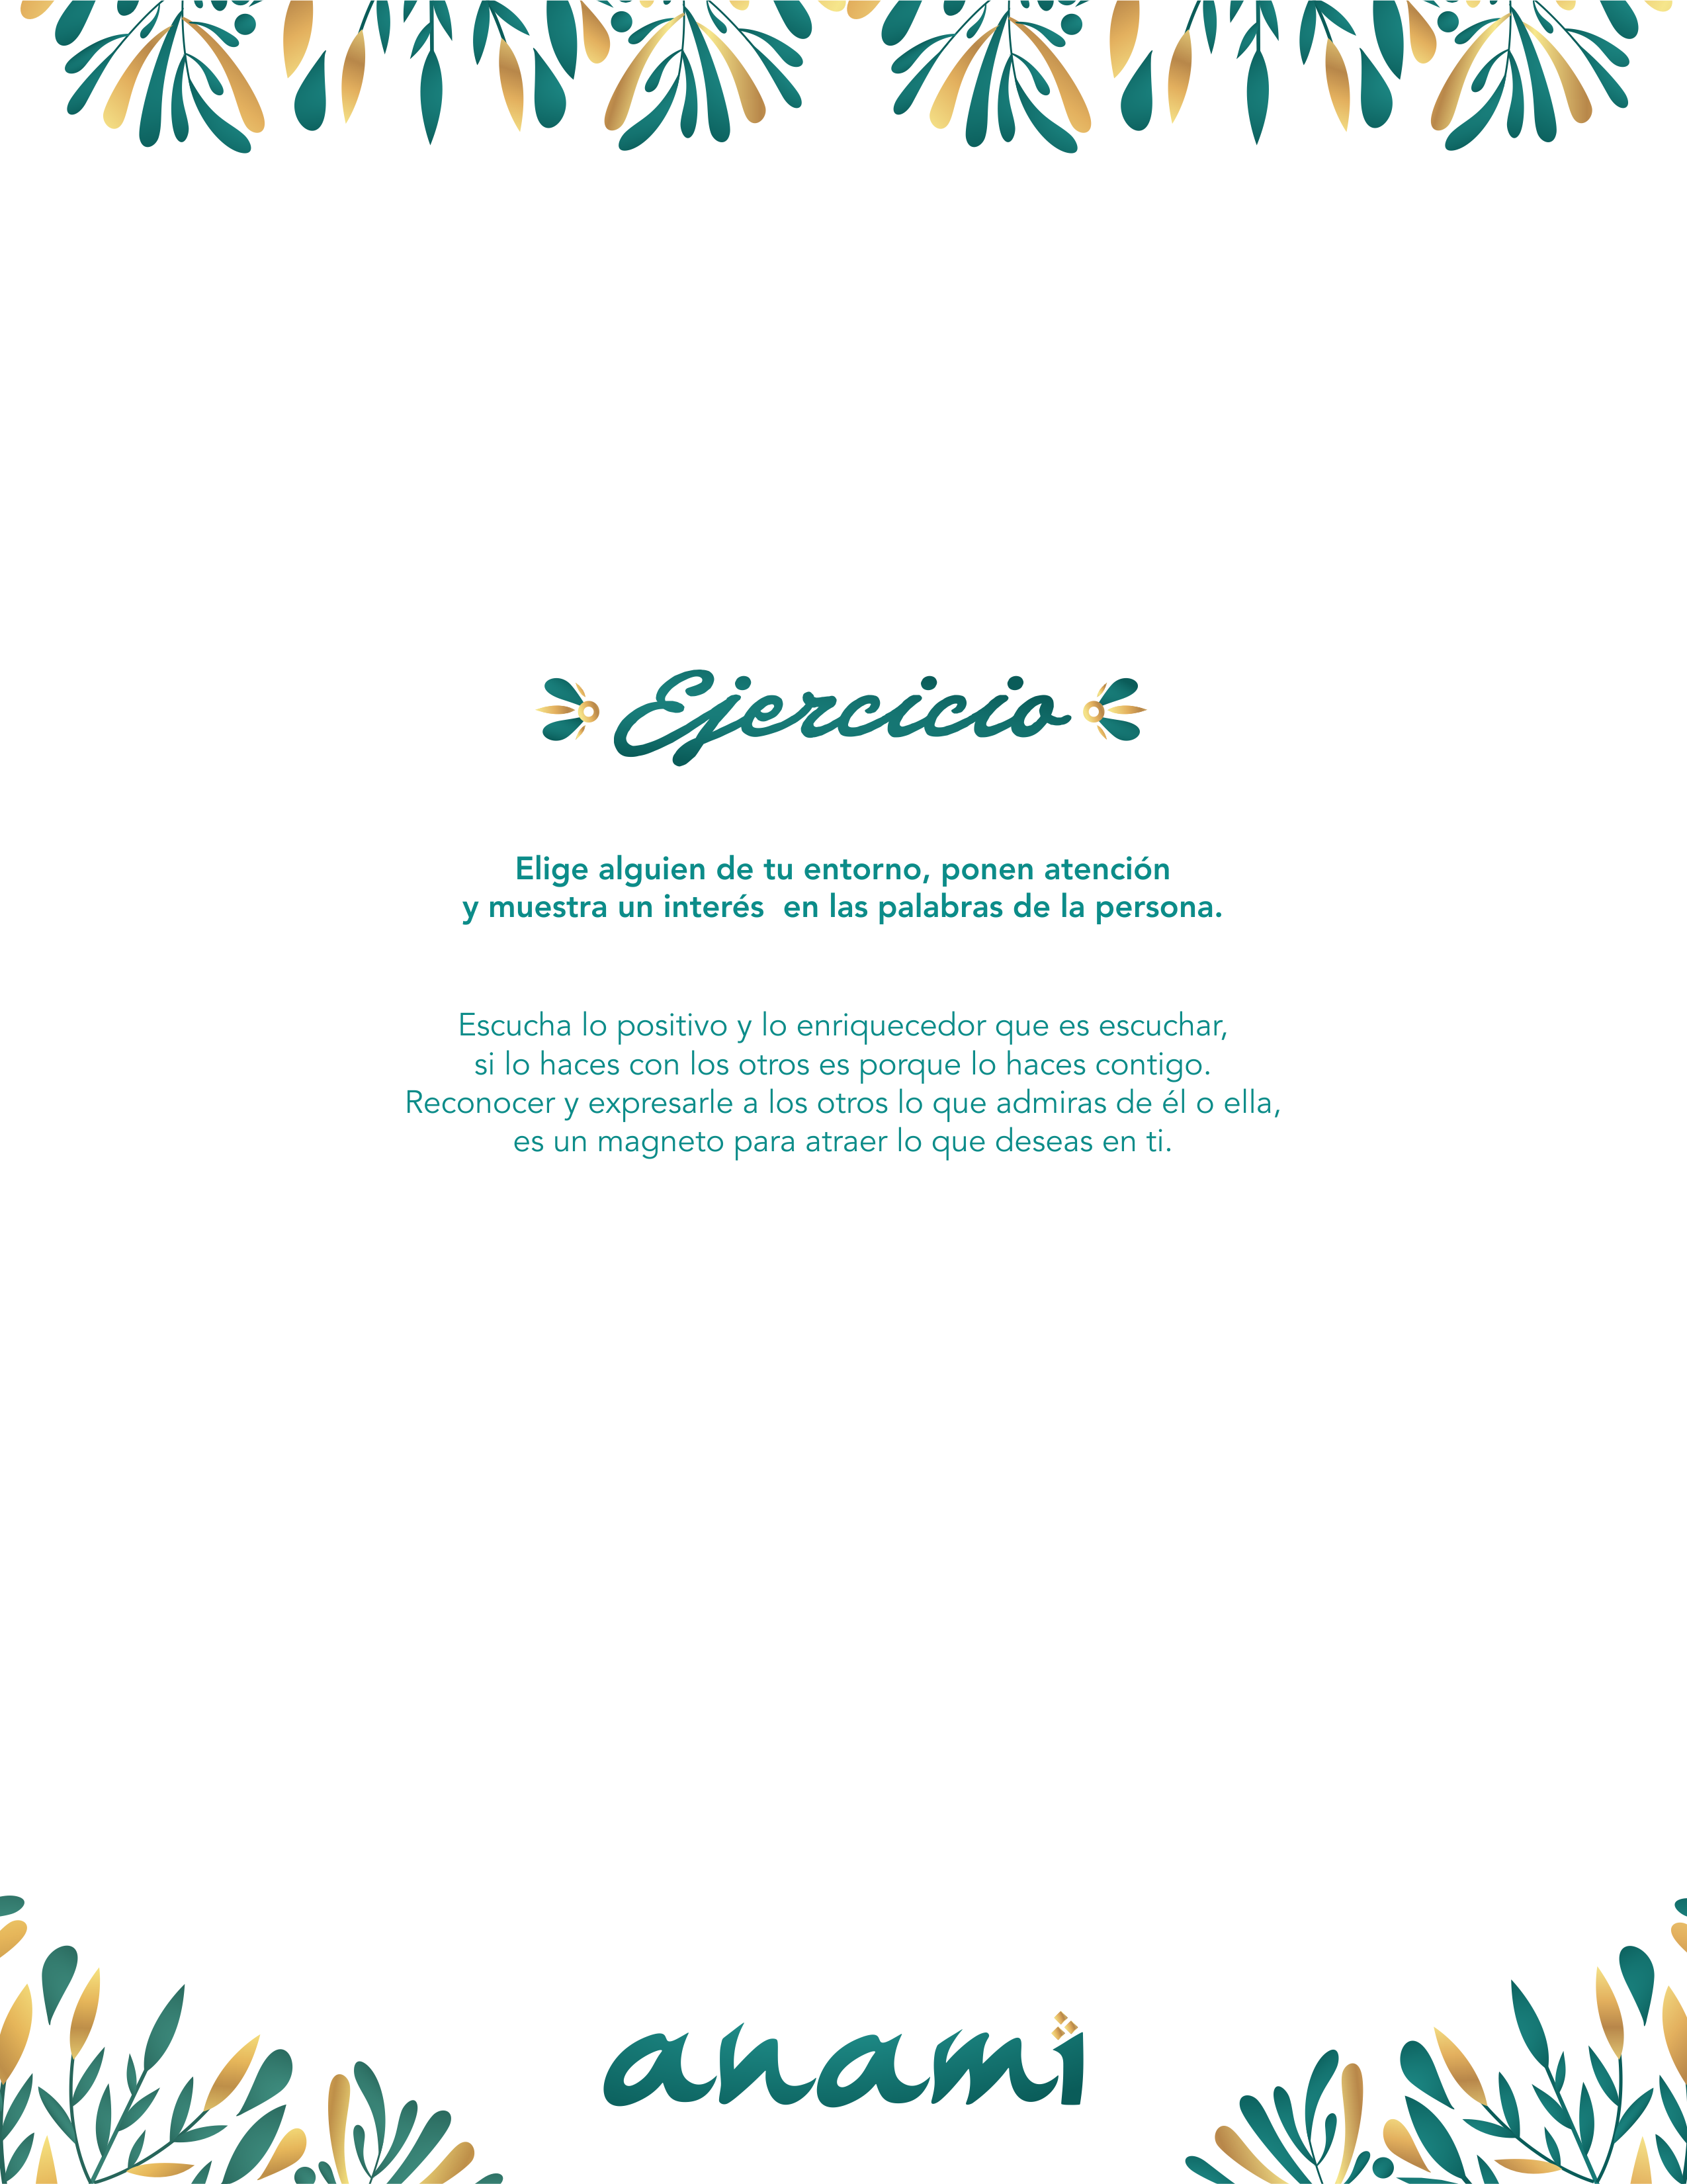 Ejercicio
Elige alguien de tu entorno, ponen atención
y muestra un interés  en las palabras de la persona.
Escucha lo positivo y lo enriquecedor que es escuchar,
si lo haces con los otros es porque lo haces contigo.
Reconocer y expresarle a los otros lo que admiras de él o ella,
es un magneto para atraer lo que deseas en ti.
anami